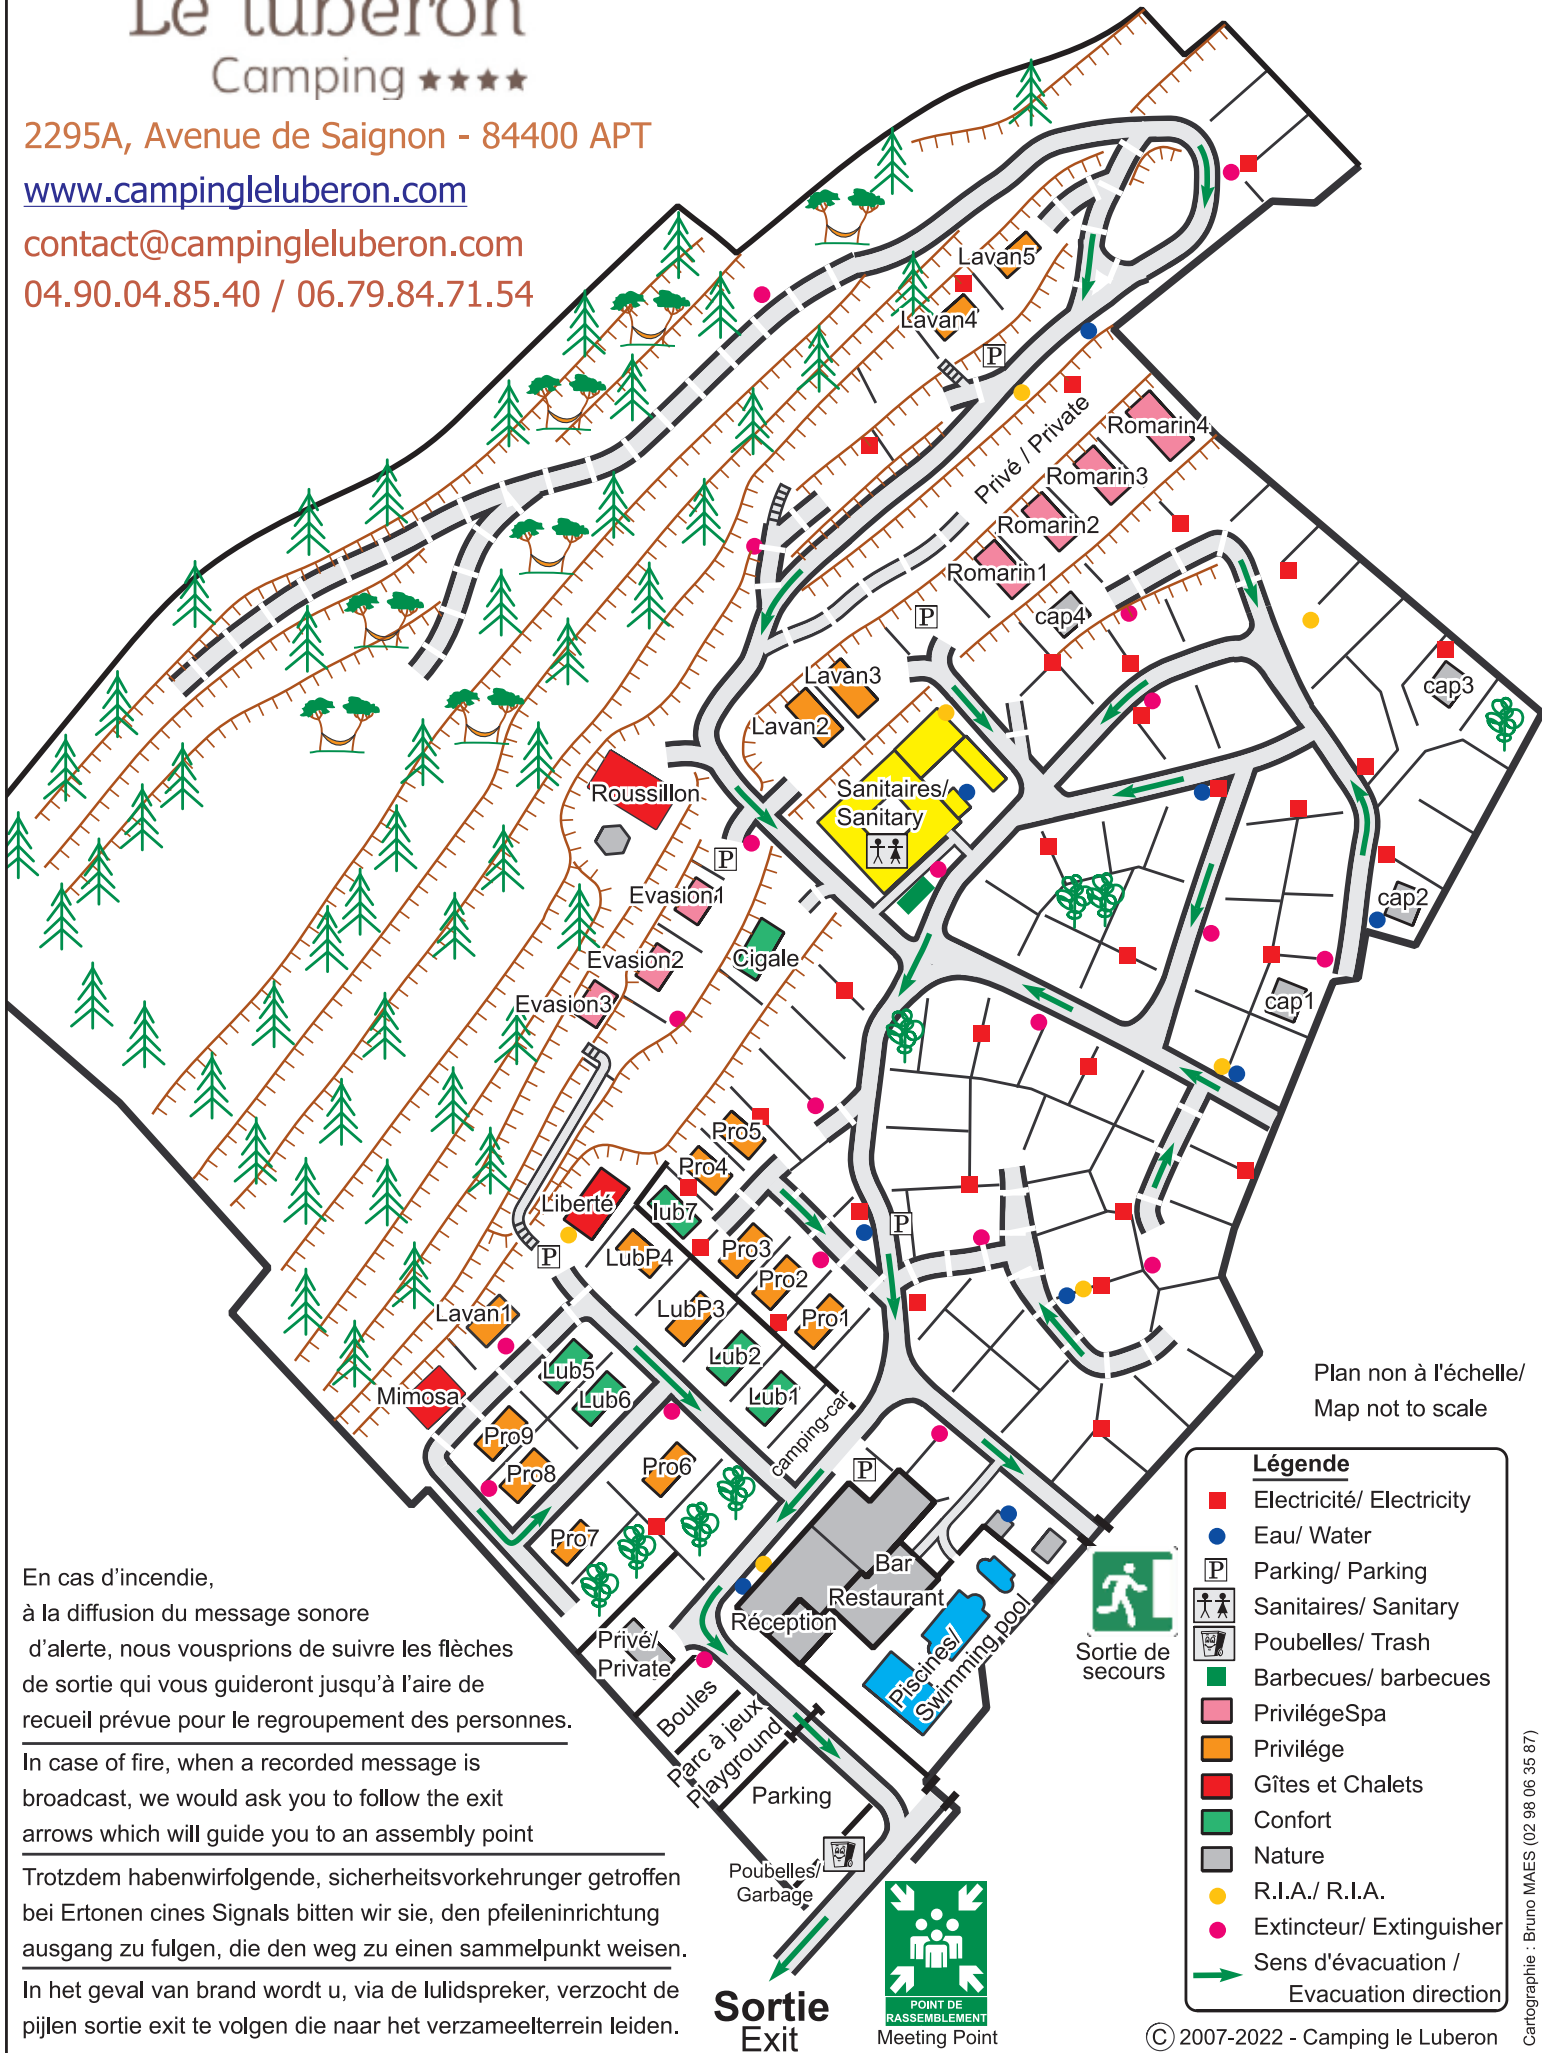 Le luberon
Camping ★★★★
2295A, Avenue de Saignon - 84400 APT
www.campingleluberon.com
contact@campingleluberon.com
04.90.04.85.40 / 06.79.84.71.54
Lavan5
Lavan4
P
Privé / Private
Romarin4
Romarin3
Romarin2
Romarin1
cap4
P
cap3
Lavan3
Lavan2
Roussillon
Sanitaires/
Sanitary
P
Evasion1
cap2
Evasion2
Cigale
Evasion3
cap1
Pro5
Pro4
Liberté
lub7
P
LubP4
Pro3
P
Pro2
LubP3
Pro1
Lavan1
Lub2
Lub5
Lub1
Lub6
Mimosa
camping-car
Pro9
Pro8
Pro6
P
Pro7
Bar
Restaurant
Réception
Privé/
Private
Piscines/
Swimming pool
Boules
Parc à jeux
Playground
Parking
Poubelles/
Garbage
Sortie
Exit
POINT DE
RASSEMBLEMENT
Meeting Point
Sortie de
secours
Plan non à l'échelle/
Map not to scale
Légende
Electricité/ Electricity
Eau/ Water
P Parking/ Parking
Sanitaires/ Sanitary
Poubelles/ Trash
Barbecues/ barbecues
PrivilégeSpa
Privilége
Gîtes et Chalets
Confort
Nature
R.I.A./ R.I.A.
Extincteur/ Extinguisher
Sens d'évacuation /
Evacuation direction
En cas d'incendie,
à la diffusion du message sonore
d'alerte, nous vousprions de suivre les flèches
de sortie qui vous guideront jusqu'à l'aire de
recueil prévue pour le regroupement des personnes.
In case of fire, when a recorded message is
broadcast, we would ask you to follow the exit
arrows which will guide you to an assembly point
Trotzdem habenwirfolgende, sicherheitsvorkehrunger getroffen
bei Ertonen cines Signals bitten wir sie, den pfeileninrichtung
ausgang zu fulgen, die den weg zu einen sammelpunkt weisen.
In het geval van brand wordt u, via de lulidspreker, verzocht de
pijlen sortie exit te volgen die naar het verzameelterrein leiden.
© 2007-2022 - Camping le Luberon
Cartographie : Bruno MAES (02 98 06 35 87)